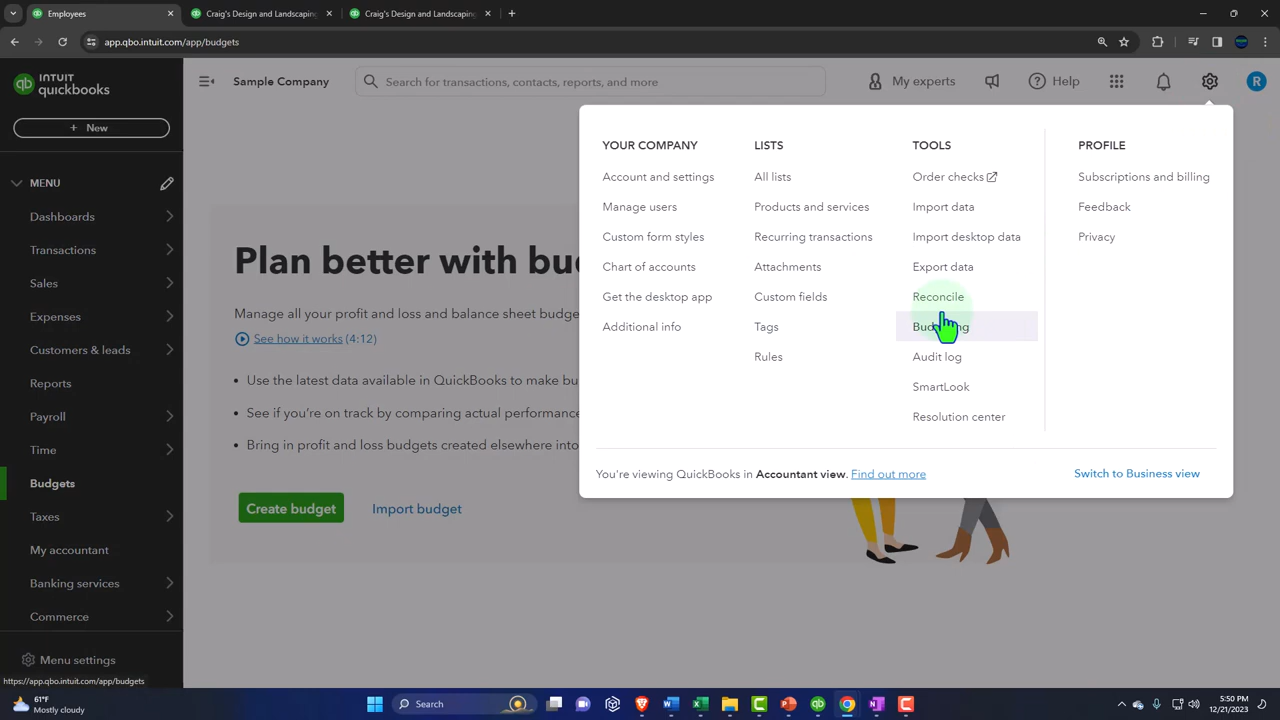 Employees
Craig's Design and Landscaping
Craig's Design and Landscaping
app.qbo.intuit.com/app/budgets
INTUIT
quickbooks
Sample Company
Search for transactions, contacts, reports, and more
My experts
Help
R
+ New
MENU
Dashboards
Transactions
Sales
Expenses
Customers & leads
Reports
Payroll
Time
Budgets
Taxes
My accountant
Banking services
Commerce
Menu settings
https://app.qbo.intuit.com/app/budgets
Plan better with bu
Manage all your profit and loss and balance sheet budge
See how it works (4:12)
• Use the latest data available in QuickBooks to make bu
• See if you're on track by comparing actual performance
• Bring in profit and loss budgets created elsewhere into
Create budget
Import budget
YOUR COMPANY
Account and settings
Manage users
Custom form styles
Chart of accounts
Get the desktop app
Additional info
LISTS
All lists
Products and services
Recurring transactions
Attachments
Custom fields
Tags
Rules
TOOLS
Order checks
Import data
Import desktop data
Export data
Reconcile
Budgeting
Audit log
SmartLook
Resolution center
PROFILE
Subscriptions and billing
Feedback
Privacy
You're viewing QuickBooks in Accountant view. Find out more
Switch to Business view
61°F
Mostly cloudy
Search
5:50 PM
12/21/2023